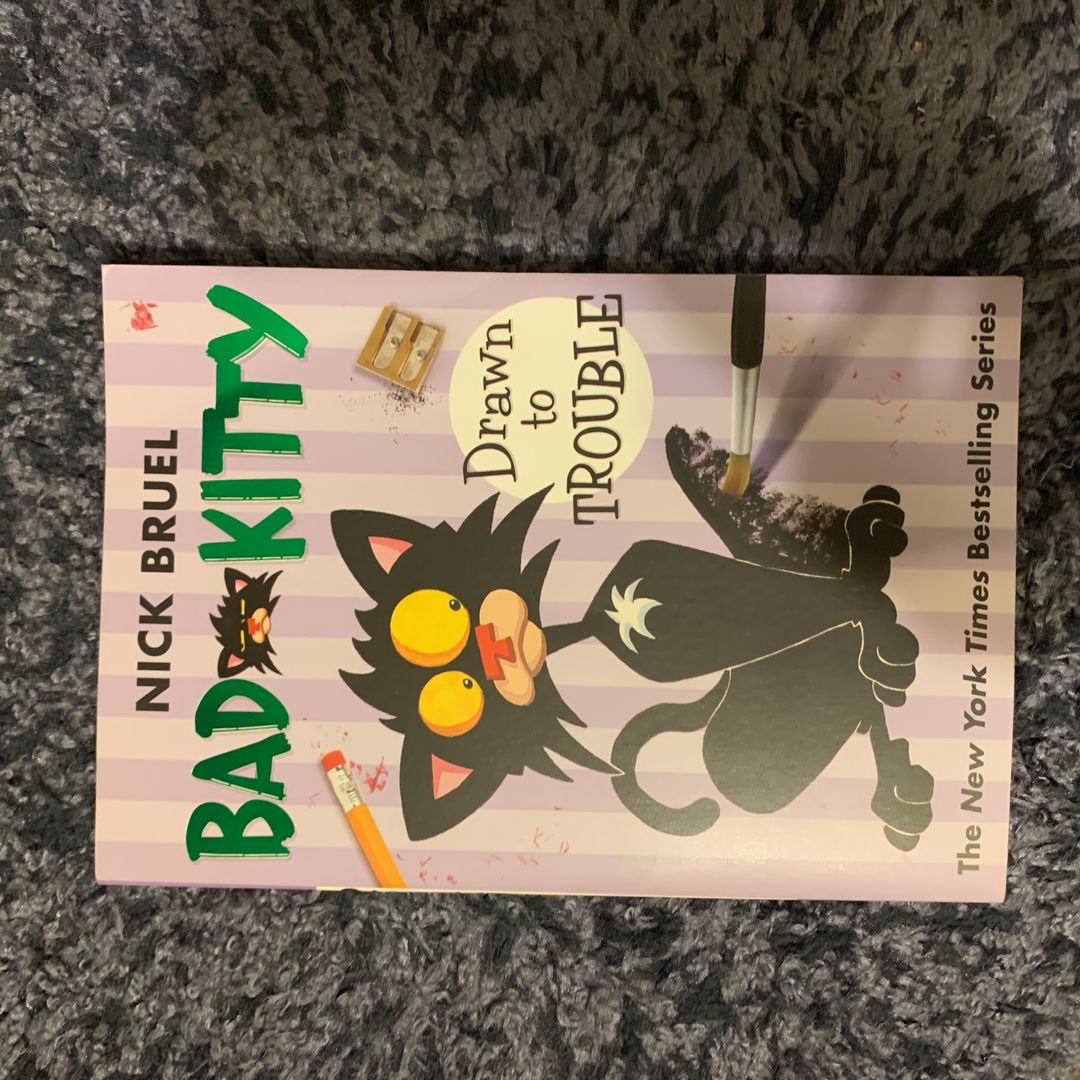 NICK BRUEL
BAD KITTY
Drawn
to
TROUBLE
The New York Times Bestselling Series